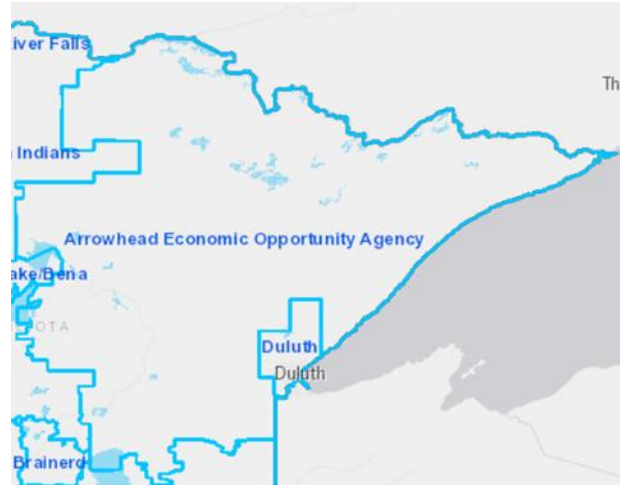 iver Falls
Th
n Indians
Arrowhead Economic Opportunity Agency
ake/Bena
OTA
Duluth
Duluth
Brainerd